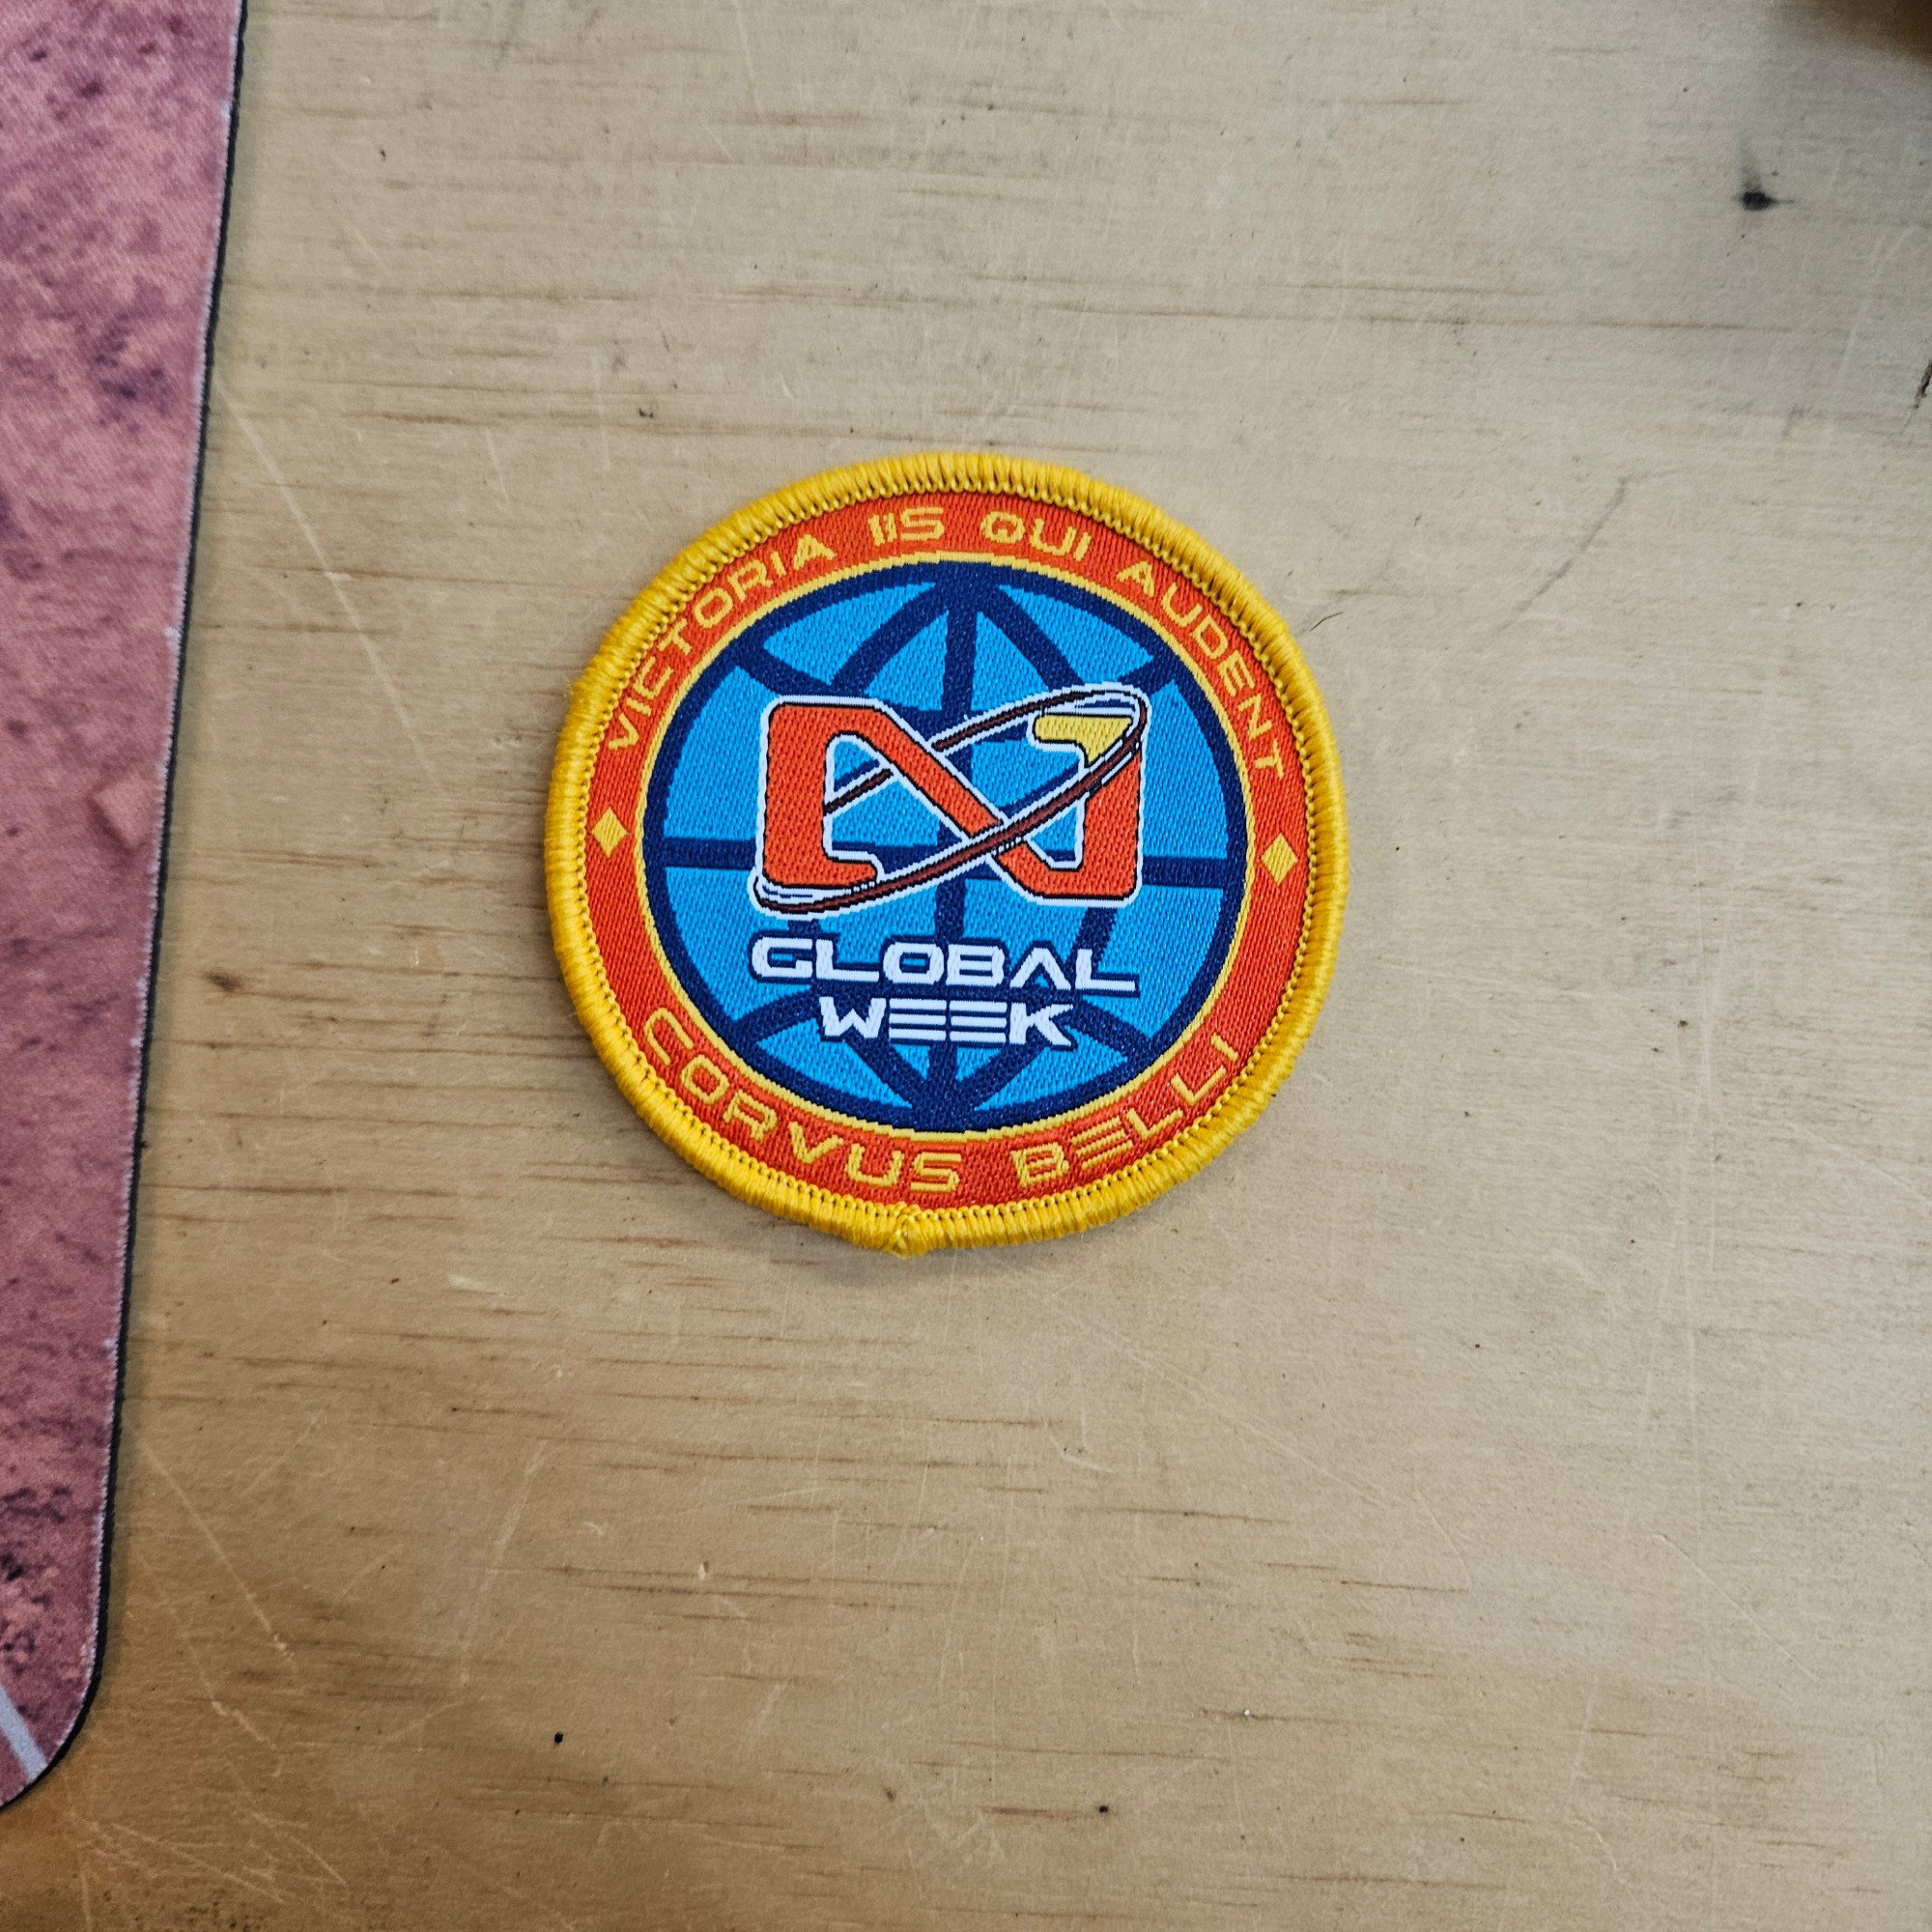 VICTORIA IIS QUI AUDENT
GLOBAL
WEEK
CORVUS BELLI